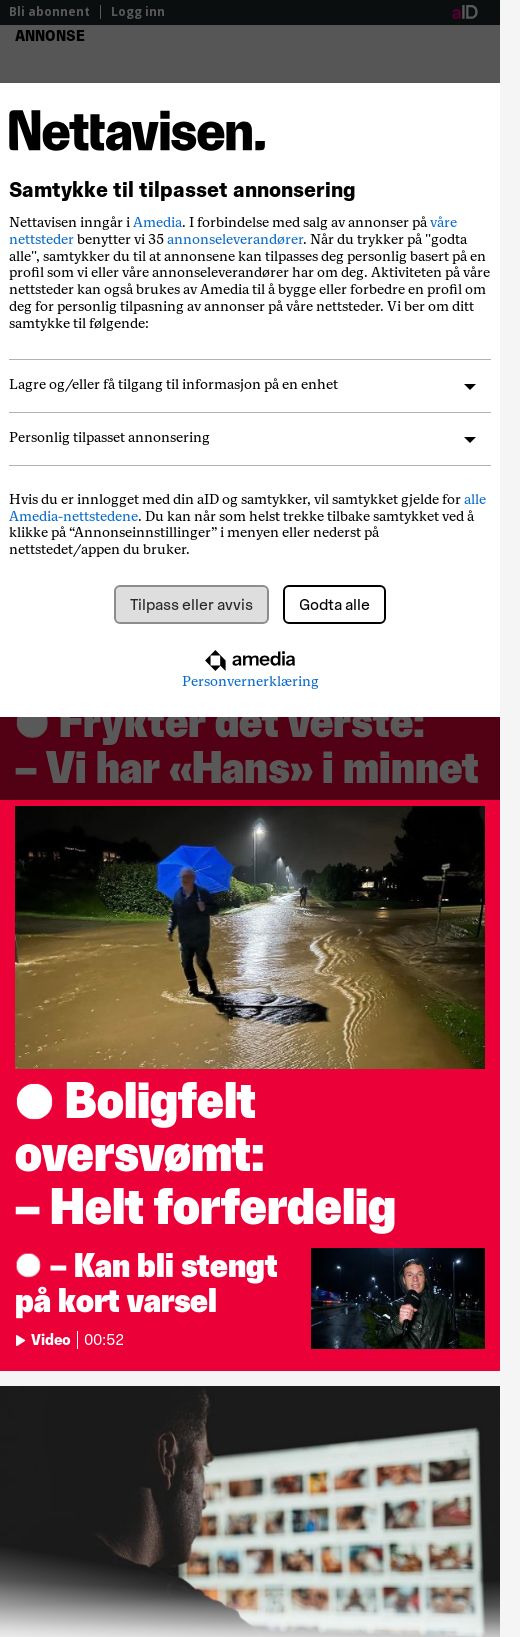 Bli abonnent
Logg inn
aID
ANNONSE
Nettavisen.
Samtykke til tilpasset annonsering
Nettavisen inngår i Amedia. I forbindelse med salg av annonser på våre
nettsteder benytter vi 35 annonseleverandører. Når du trykker på "godta
alle", samtykker du til at annonsene kan tilpasses deg personlig basert på en
profil som vi eller våre annonseleverandører har om deg. Aktiviteten på våre
nettsteder kan også brukes av Amedia til å bygge eller forbedre en profil om
deg for personlig tilpasning av annonser på våre nettsteder. Vi ber om ditt
samtykke til følgende:
Lagre og/eller få tilgang til informasjon på en enhet
Personlig tilpasset annonsering
Hvis du er innlogget med din aID og samtykker, vil samtykket gjelde for alle
Amedia-nettstedene. Du kan når som helst trekke tilbake samtykket ved å
klikke på “Annonseinnstillinger” i menyen eller nederst på
nettstedet/appen du bruker.
Tilpass eller avvis
Godta alle
amedia
Personvernerklæring
Frykter det verste:
– Vi har «Hans» i minnet
Boligfelt
oversvømt:
– Helt forferdelig
– Kan bli stengt
på kort varsel
Video
00:52